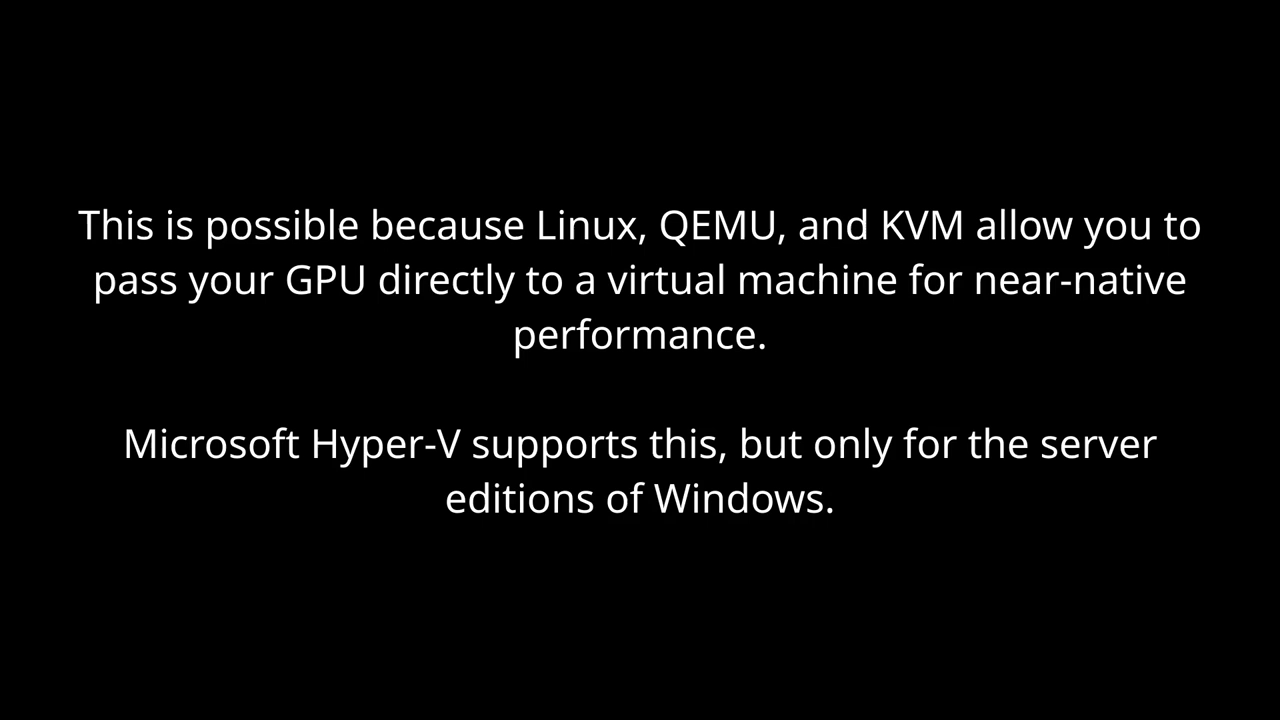 This is possible because Linux, QEMU, and KVM allow you to
pass your GPU directly to a virtual machine for near-native
performance.
Microsoft Hyper-V supports this, but only for the server
editions of Windows.